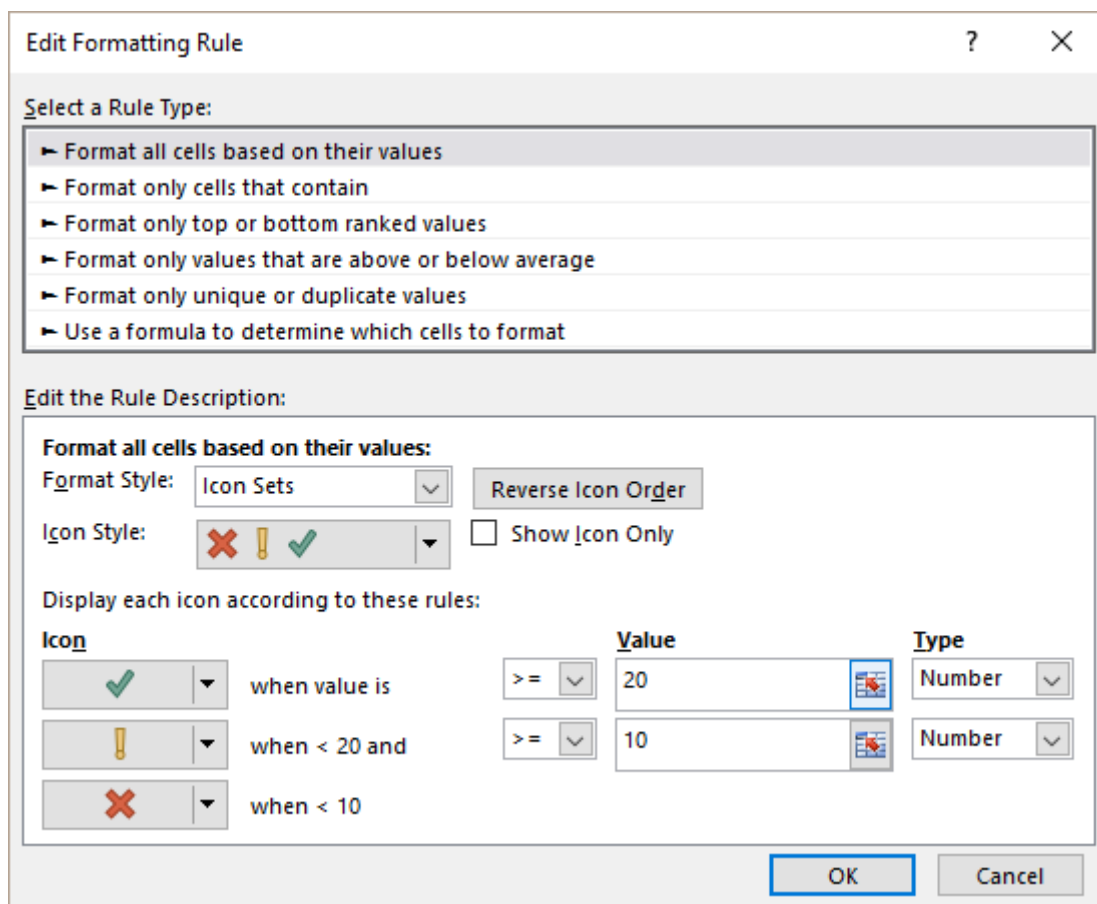 Edit Formatting Rule ?
Select a Rule Type:
► Format all cells based on their values
► Format only cells that contain
► Format only top or bottom ranked values
► Format only values that are above or below average
► Format only unique or duplicate values
► Use a formula to determine which cells to format
Edit the Rule Description:
Format all cells based on their values:
Format Style: Icon Sets Reverse Icon Order
Icon Style: Show Icon Only
Display each icon according to these rules:
Icon Value Type
when value is >= 20 Number
when < 20 and >= 10 Number
when < 10
OK Cancel